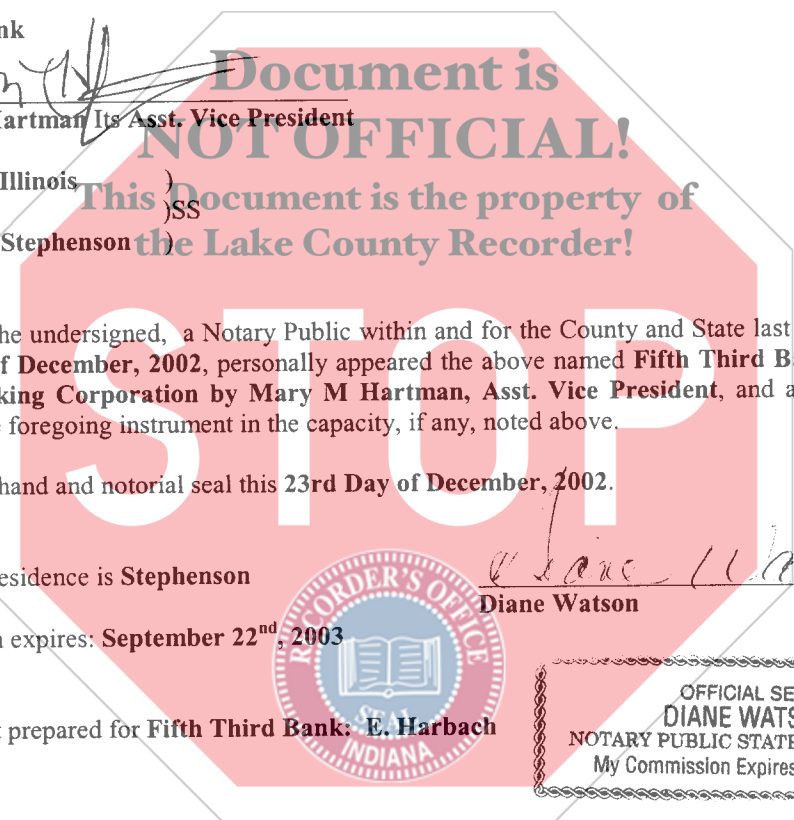 nk
Document is
NOT OFFICIAL!
This Document is the property of
the Lake County Recorder!
STOP
artman Its Asst. Vice President
Illinois )
)SS
Stephenson )
he undersigned, a Notary Public within and for the County and State last
f December, 2002, personally appeared the above named Fifth Third B
king Corporation by Mary M Hartman, Asst. Vice President, and a
e foregoing instrument in the capacity, if any, noted above.
hand and notorial seal this 23rd Day of December, 2002.
esidence is Stephenson
Diane Watson
n expires: September 22nd, 2003
t prepared for Fifth Third Bank: E. Harbach
RECORDER'S OFFICE
SEAL
INDIANA
OFFICIAL SE
DIANE WATS
NOTARY PUBLIC STATE
My Commission Expires